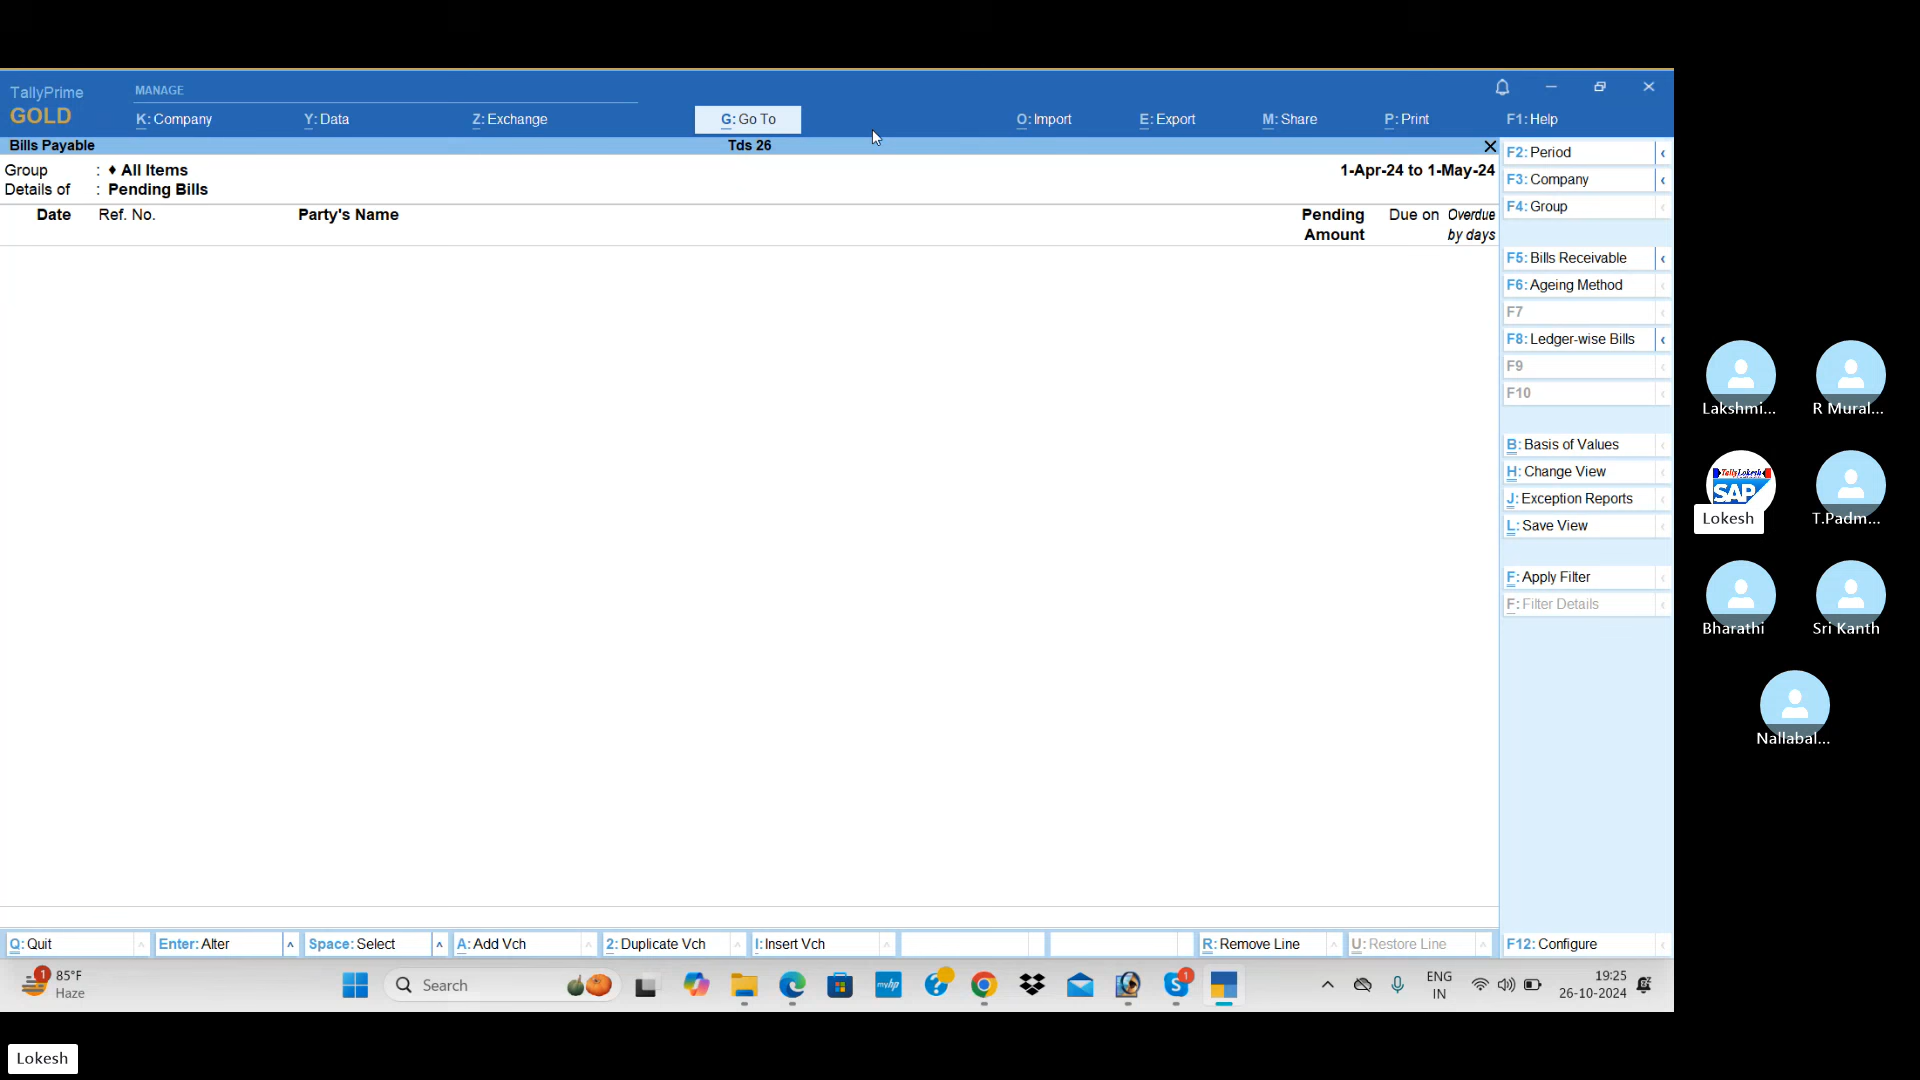 TallyPrime
GOLD
MANAGE
K: Company
Y: Data
Z: Exchange
G: Go To
O: Import
E: Export
M: Share
P: Print
F1: Help
Bills Payable
Tds 26
Group : ♦ All Items
1-Apr-24 to 1-May-24
Details of : Pending Bills
Date Ref. No. Party's Name Pending Due on Overdue
Amount by days
F2: Period
F3: Company
F4: Group
F5: Bills Receivable
F6: Ageing Method
F7
F8: Ledger-wise Bills
F9
F10
B: Basis of Values
H: Change View
J: Exception Reports
L: Save View
F: Apply Filter
F: Filter Details
Q: Quit
Enter: Alter
Space: Select
A: Add Vch
2: Duplicate Vch
I: Insert Vch
R: Remove Line
U: Restore Line
F12: Configure
1
85°F
Haze
Search
myhp
1
ENG
IN
19:25
26-10-2024
Lakshmi...
R Mural...
TallyLokesh
SAP
Lokesh
T.Padm...
Bharathi
Sri Kanth
Nallabal...
Lokesh